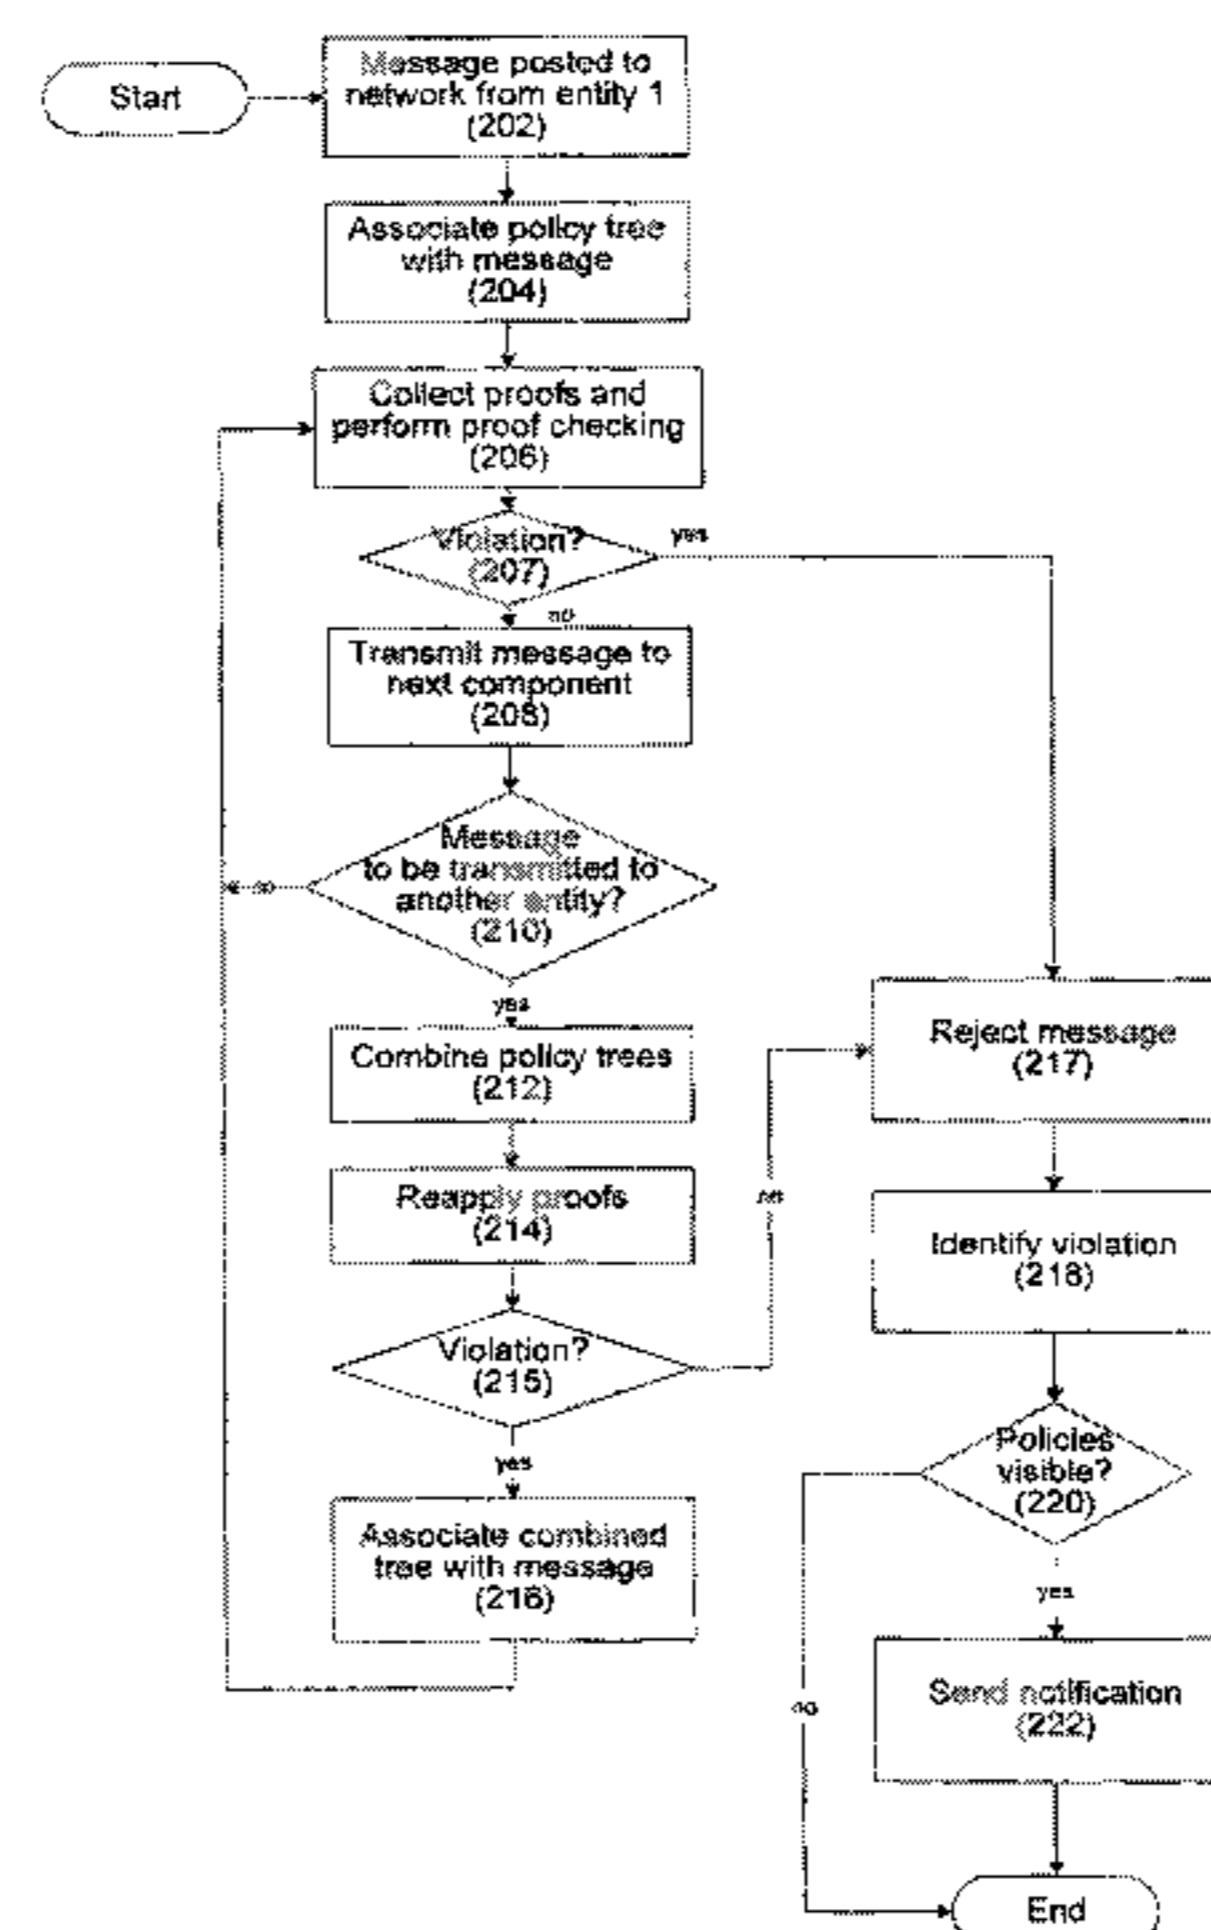 Start
Message posted to
network from entity 1
(202)
Associate policy tree
with message
(204)
Collect proofs and
perform proof checking
(206)
Violation?
(207)
yes
no
Transmit message to
next component
(208)
Message
to be transmitted to
another entity?
(210)
no
yes
Combine policy trees
(212)
Reapply proofs
(214)
Violation?
(215)
no
yes
Associate combined
tree with message
(216)
Reject message
(217)
Identify violation
(218)
Policies
visible?
(220)
yes
no
Send notification
(222)
End